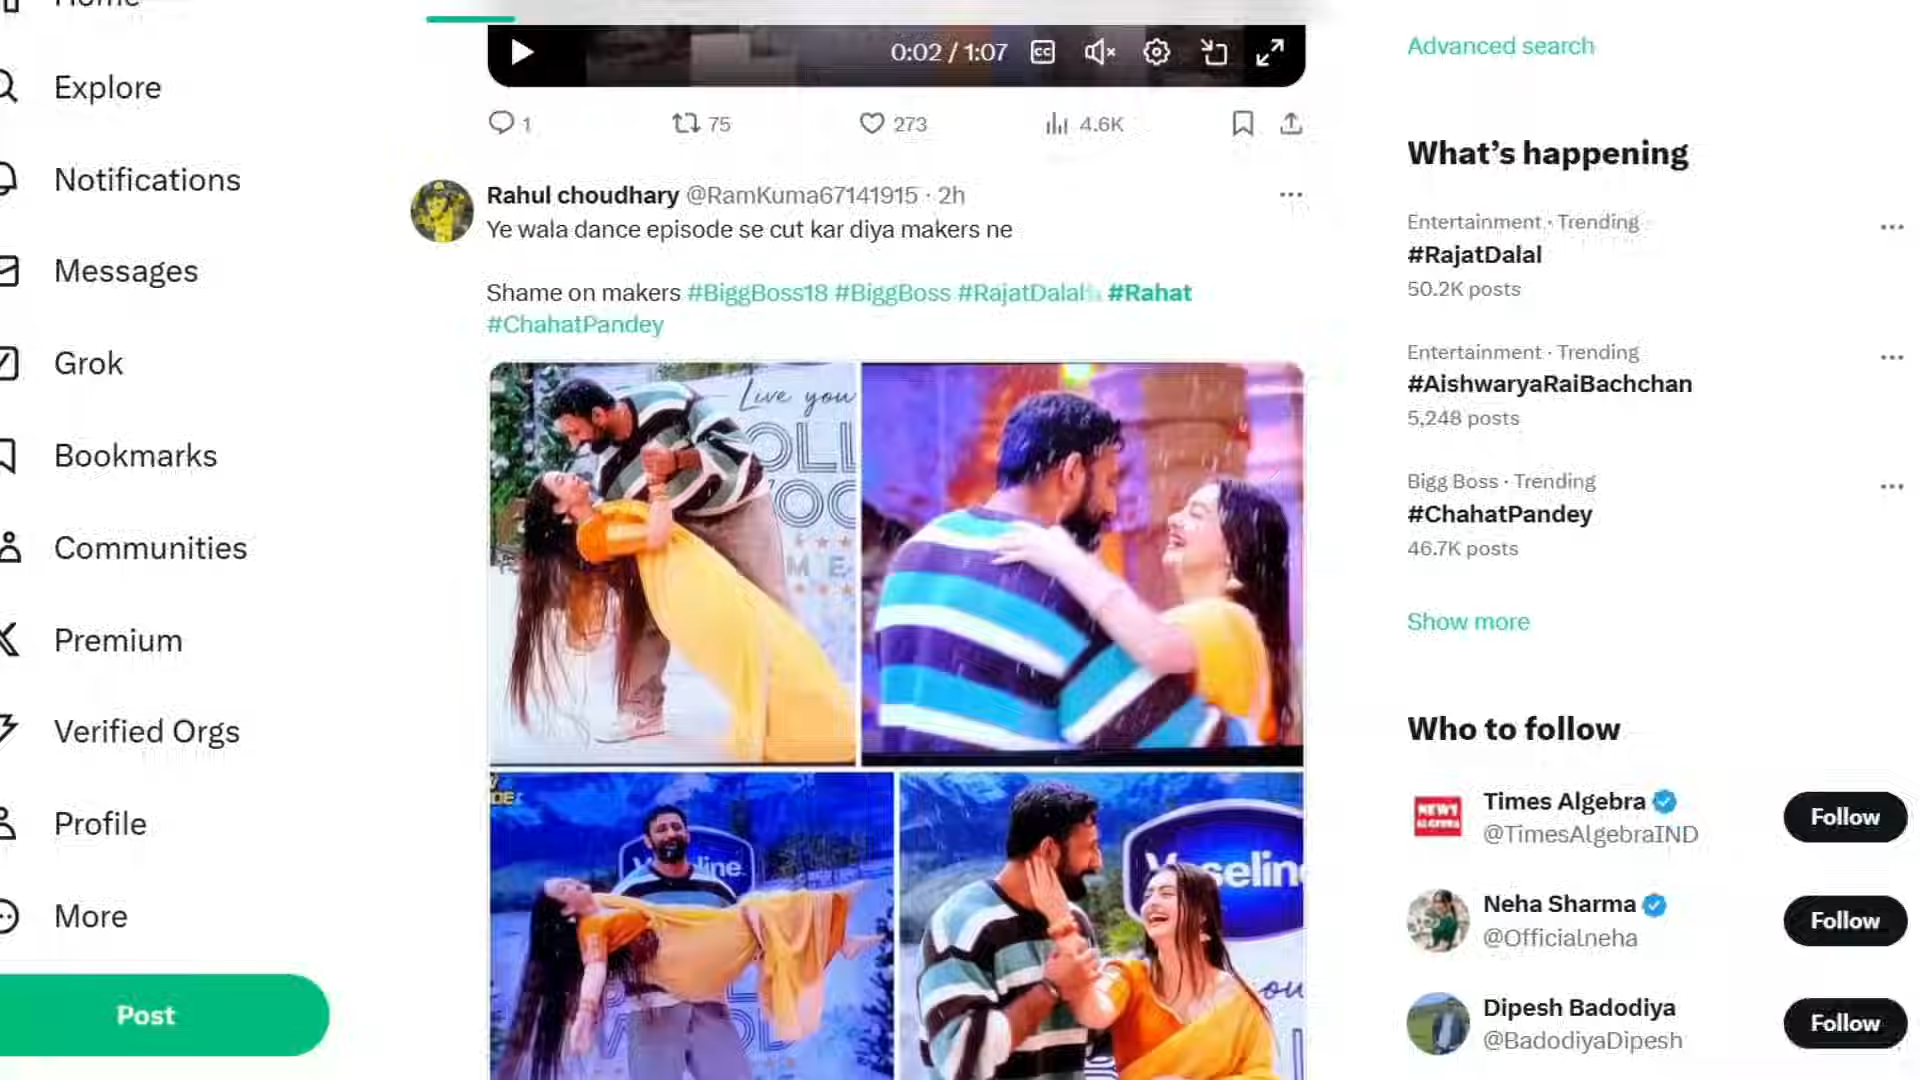 Explore
Notifications
Messages
Grok
Bookmarks
Communities
Premium
Verified Orgs
Profile
More
Post
0:02 / 1:07
1 75 273 4.6K
Rahul choudhary @RamKuma67141915 · 2h
Ye wala dance episode se cut kar diya makers ne
Shame on makers #BiggBoss18 #BiggBoss #RajatDalal #Rahat
#ChahatPandey
Live you
Advanced search
What’s happening
Entertainment · Trending
#RajatDalal
50.2K posts
Entertainment · Trending
#AishwaryaRaiBachchan
5,248 posts
Bigg Boss · Trending
#ChahatPandey
46.7K posts
Show more
Who to follow
Times Algebra
@TimesAlgebraIND
Follow
Neha Sharma
@Officialneha
Follow
Dipesh Badodiya
@BadodiyaDipesh
Follow